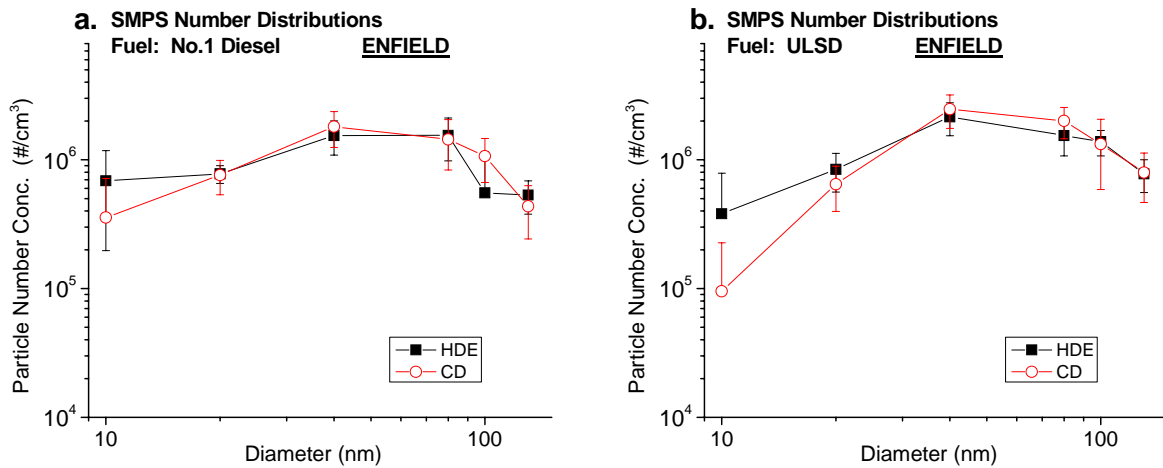 a. SMPS Number Distributions
Fuel: No.1 Diesel ENFIELD
Particle Number Conc. (#/cm³)
10⁶
10⁵
10⁴
HDE
CD
10 100
Diameter (nm)
b. SMPS Number Distributions
Fuel: ULSD ENFIELD
Particle Number Conc. (#/cm³)
10⁶
10⁵
10⁴
HDE
CD
10 100
Diameter (nm)